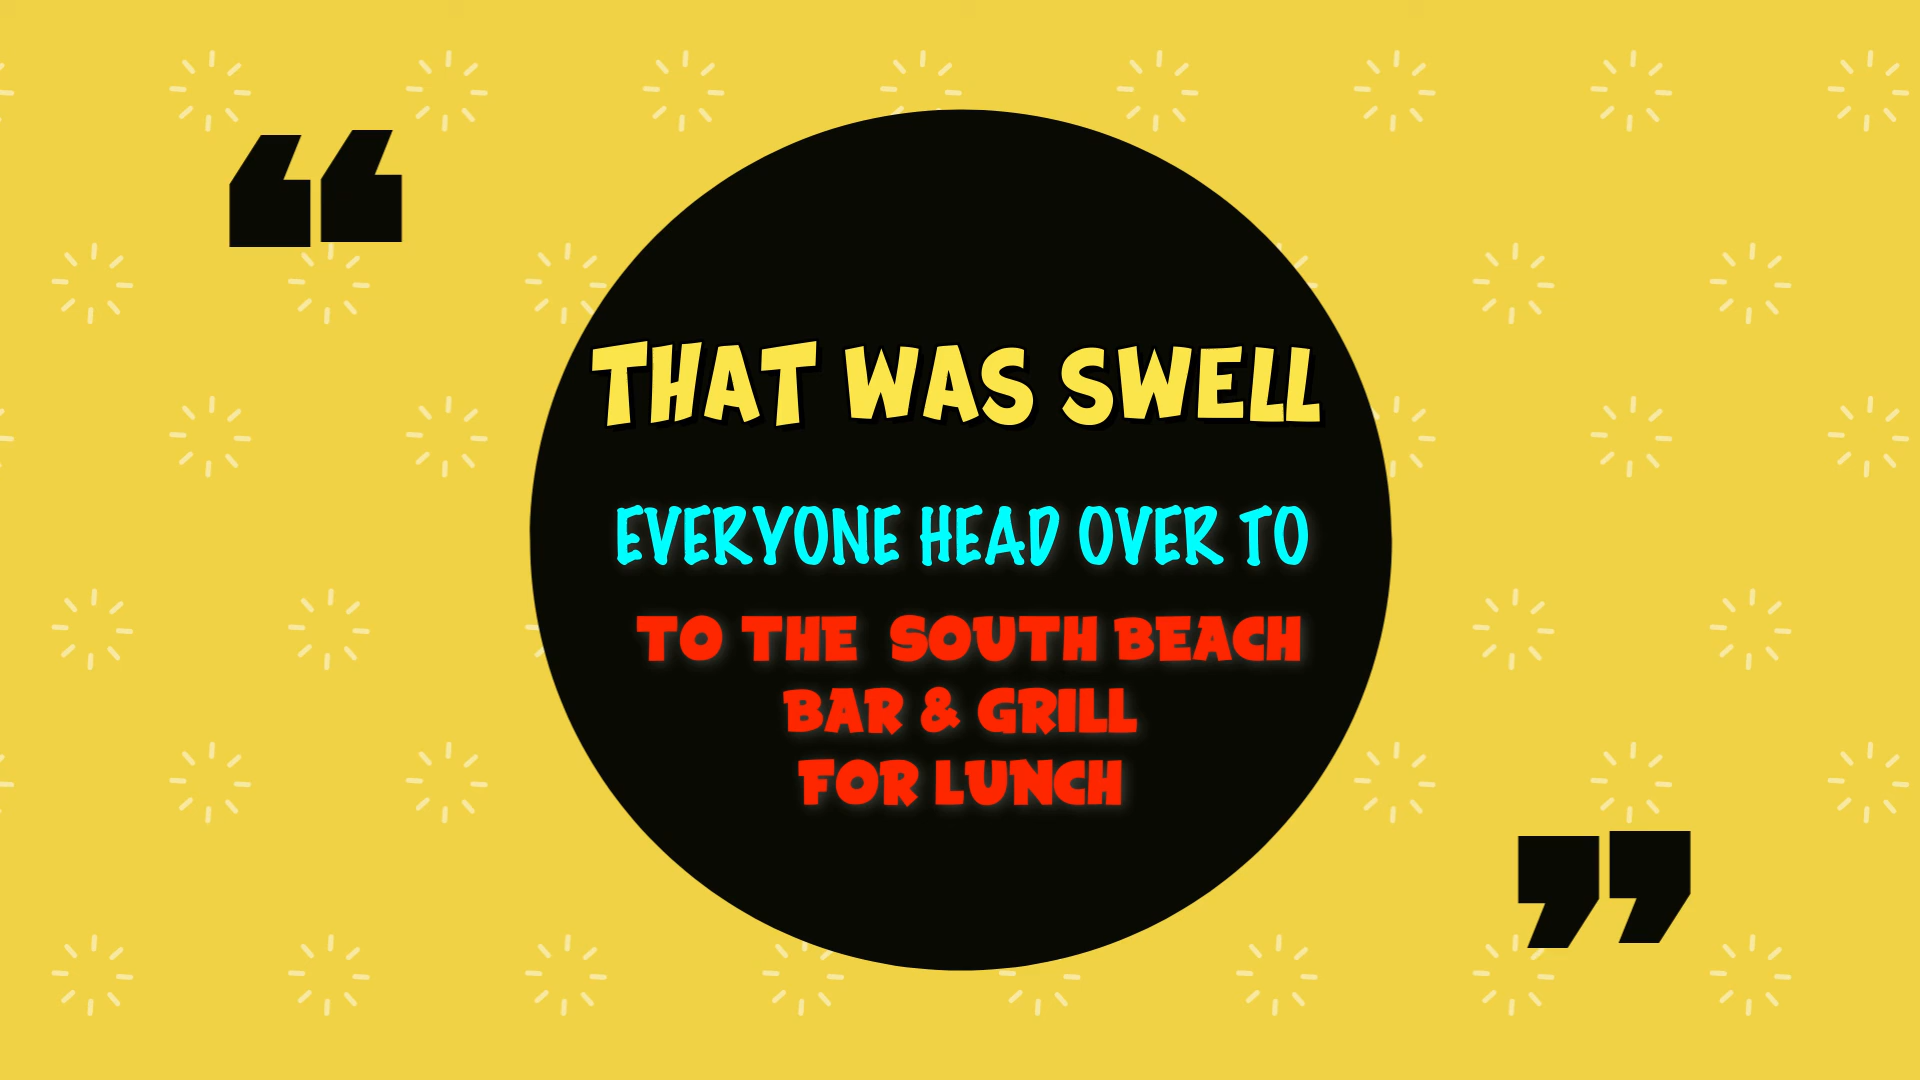 “
THAT WAS SWELL
EVERYONE HEAD OVER TO
TO THE SOUTH BEACH
BAR & GRILL
FOR LUNCH
”